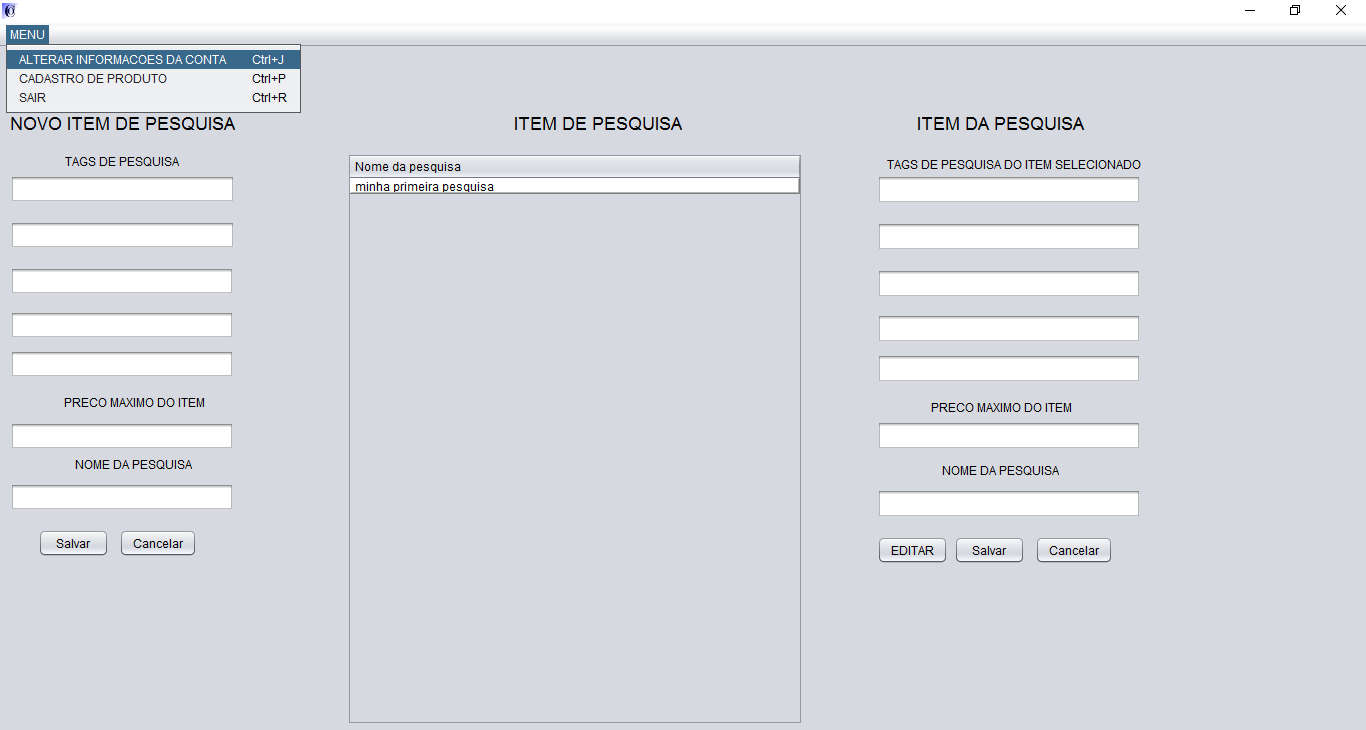 MENU
ALTERAR INFORMACOES DA CONTA Ctrl+J
CADASTRO DE PRODUTO Ctrl+P
SAIR Ctrl+R
NOVO ITEM DE PESQUISA
TAGS DE PESQUISA
PRECO MAXIMO DO ITEM
NOME DA PESQUISA
Salvar Cancelar
ITEM DE PESQUISA
Nome da pesquisa
minha primeira pesquisa
ITEM DA PESQUISA
TAGS DE PESQUISA DO ITEM SELECIONADO
PRECO MAXIMO DO ITEM
NOME DA PESQUISA
EDITAR Salvar Cancelar